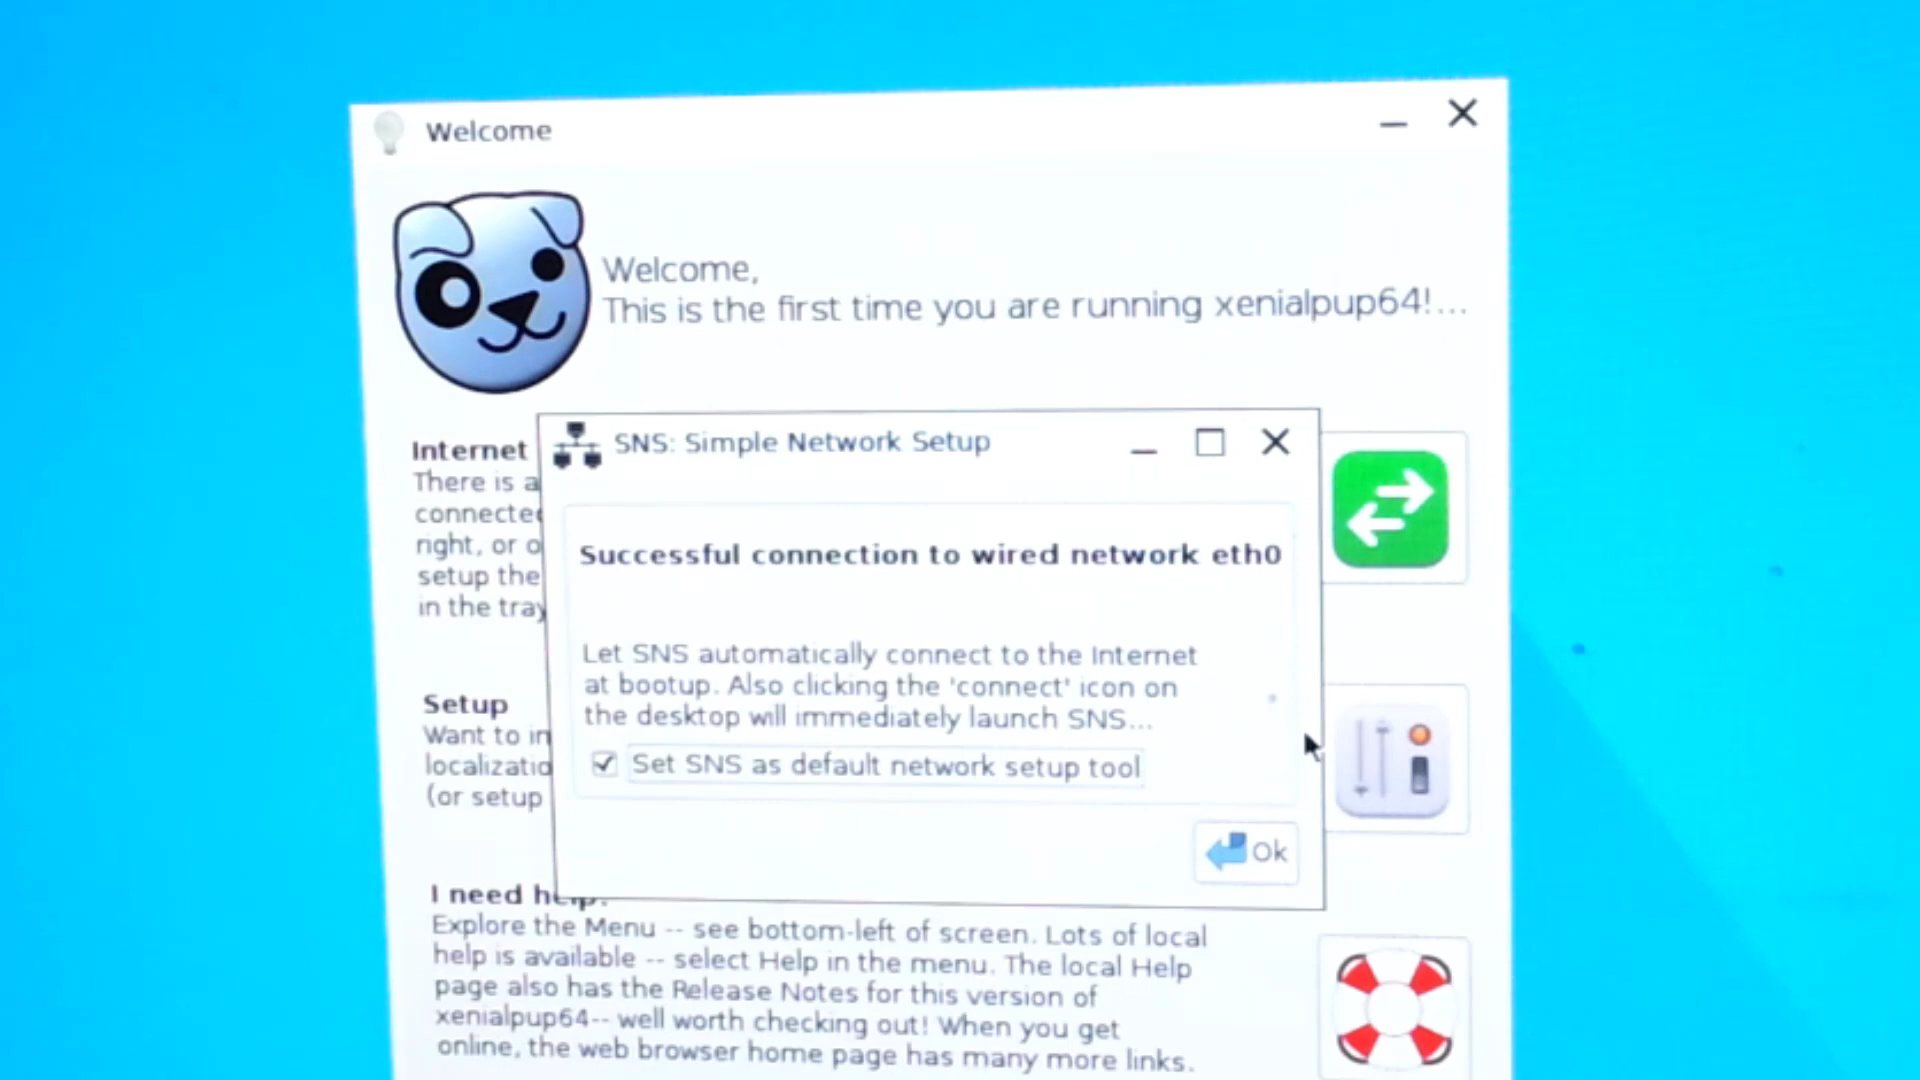 Welcome
Welcome,
This is the first time you are running xenialpup64!...
Internet
There is a
connected
right, or o
setup the
in the tray
SNS: Simple Network Setup
Successful connection to wired network eth0
Let SNS automatically connect to the Internet
at bootup. Also clicking the 'connect' icon on
the desktop will immediately launch SNS...
Set SNS as default network setup tool
Ok
Setup
Want to in
localizatio
(or setup
I need help.
Explore the Menu -- see bottom-left of screen. Lots of local
help is available -- select Help in the menu. The local Help
page also has the Release Notes for this version of
xenialpup64-- well worth checking out! When you get
online, the web browser home page has many more links.